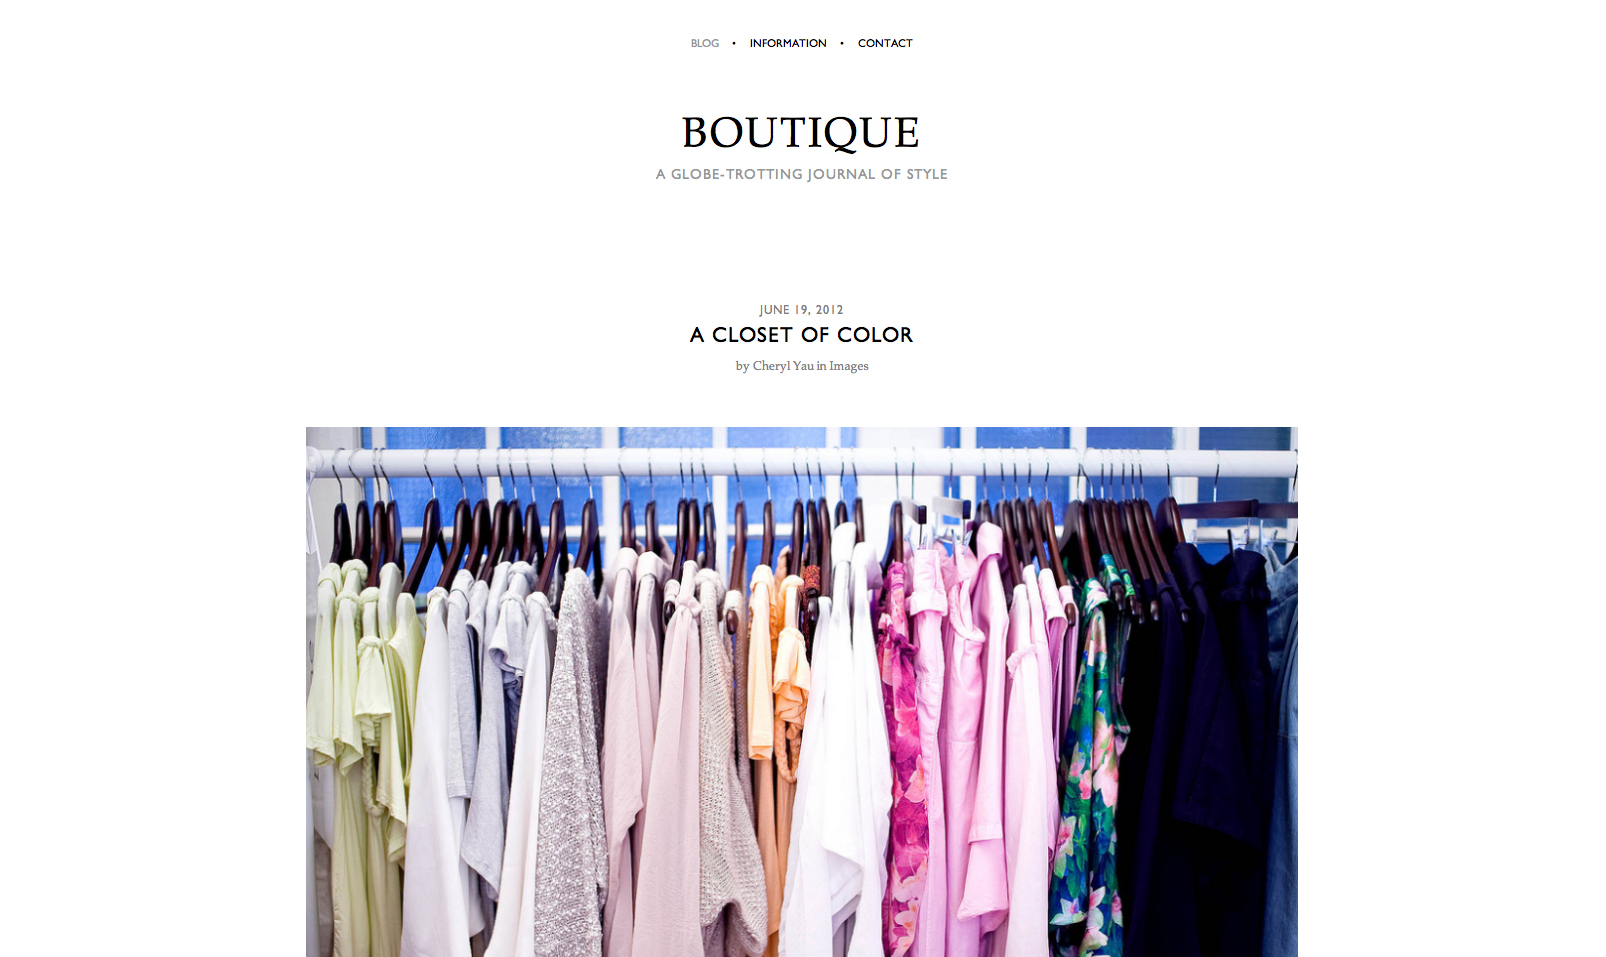 BLOG • INFORMATION • CONTACT
BOUTIQUE
A GLOBE-TROTTING JOURNAL OF STYLE
JUNE 19, 2012
A CLOSET OF COLOR
by Cheryl Yau in Images